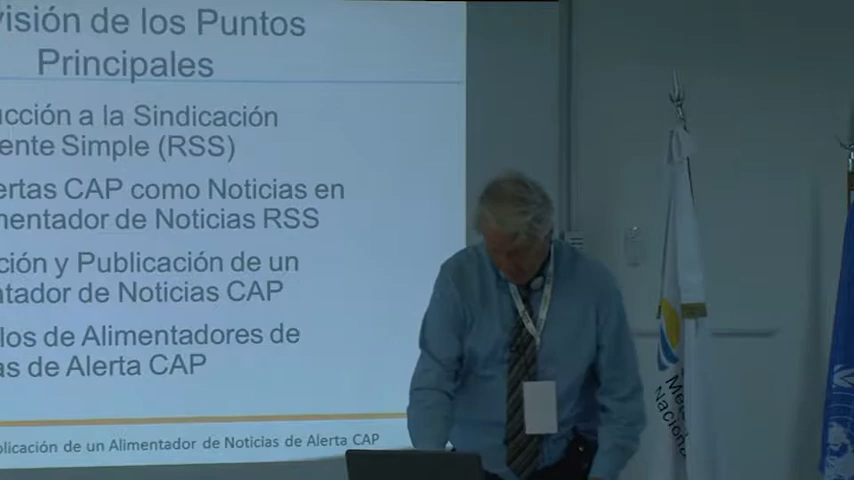 visión de los Puntos
Principales
ucción a la Sindicación
ente Simple (RSS)
ertas CAP como Noticias en
mentador de Noticias RSS
ción y Publicación de un
ntador de Noticias CAP
los de Alimentadores de
as de Alerta CAP
blicación de un Alimentador de Noticias de Alerta CAP
Nacional